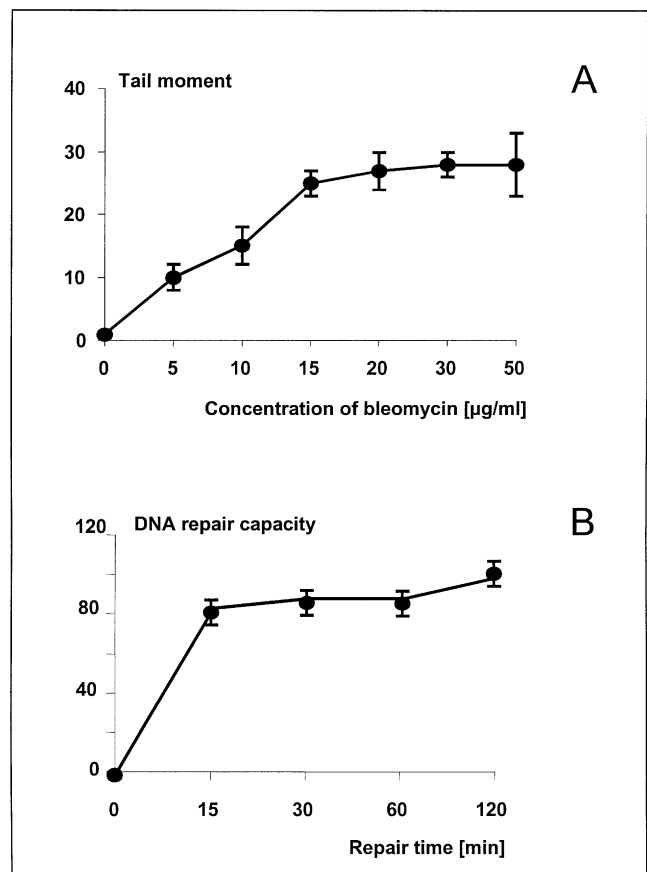 A
Tail moment
40
30
20
10
0
0 5 10 15 20 30 50
Concentration of bleomycin [µg/ml]
B
DNA repair capacity
120
80
40
0
0 15 30 60 120
Repair time [min]